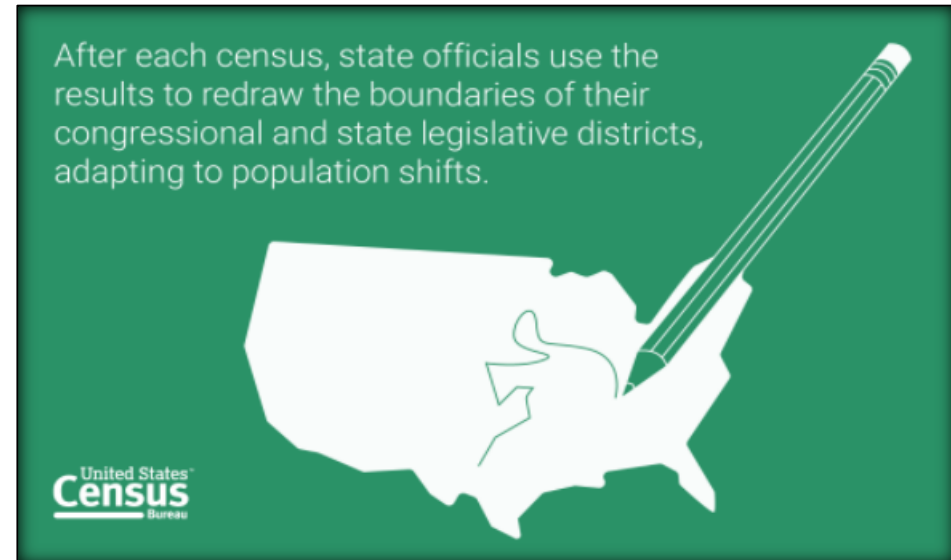 After each census, state officials use the
results to redraw the boundaries of their
congressional and state legislative districts,
adapting to population shifts.
United States™
Census
Bureau